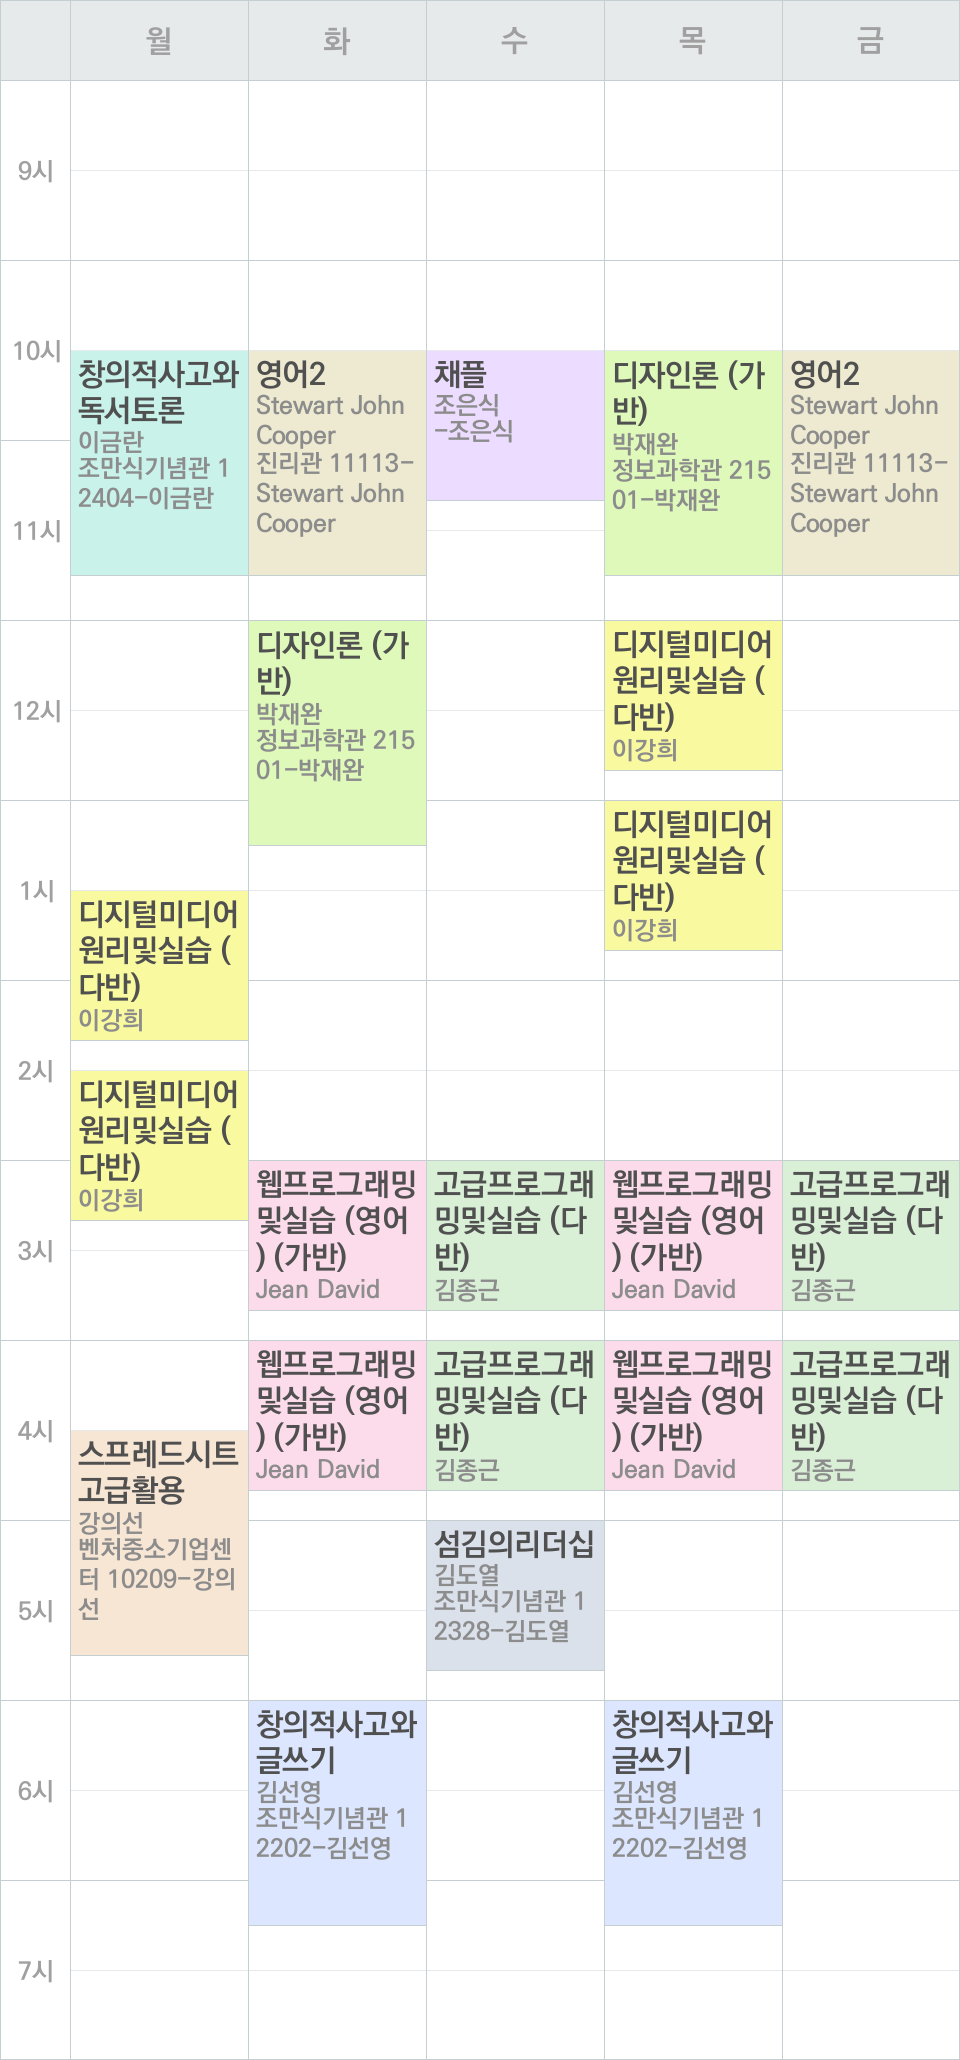 월 화 수 목 금
9시
10시
11시
12시
1시
2시
3시
4시
5시
6시
7시
창의적사고와
독서토론
이금란
조만식기념관 1
2404-이금란
디지털미디어
원리및실습 (
다반)
이강희
디지털미디어
원리및실습 (
다반)
이강희
스프레드시트
고급활용
강의선
벤처중소기업센
터 10209-강의
선
영어2
Stewart John
Cooper
진리관 11113-
Stewart John
Cooper
디자인론 (가
반)
박재완
정보과학관 215
01-박재완
웹프로그래밍
및실습 (영어
) (가반)
Jean David
웹프로그래밍
및실습 (영어
) (가반)
Jean David
창의적사고와
글쓰기
김선영
조만식기념관 1
2202-김선영
채플
조은식
-조은식
고급프로그래
밍및실습 (다
반)
김종근
고급프로그래
밍및실습 (다
반)
김종근
섬김의리더십
김도열
조만식기념관 1
2328-김도열
디자인론 (가
반)
박재완
정보과학관 215
01-박재완
디지털미디어
원리및실습 (
다반)
이강희
디지털미디어
원리및실습 (
다반)
이강희
웹프로그래밍
및실습 (영어
) (가반)
Jean David
웹프로그래밍
및실습 (영어
) (가반)
Jean David
창의적사고와
글쓰기
김선영
조만식기념관 1
2202-김선영
영어2
Stewart John
Cooper
진리관 11113-
Stewart John
Cooper
고급프로그래
밍및실습 (다
반)
김종근
고급프로그래
밍및실습 (다
반)
김종근